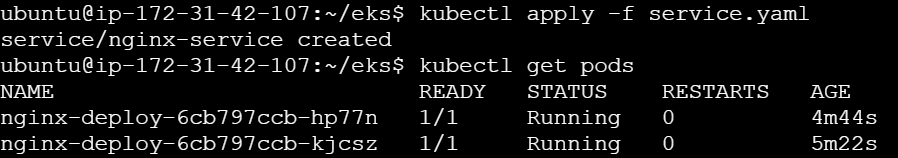 ubuntu@ip-172-31-42-107:~/eks$ kubectl apply -f service.yaml
service/nginx-service created
ubuntu@ip-172-31-42-107:~/eks$ kubectl get pods
NAME READY STATUS RESTARTS AGE
nginx-deploy-6cb797ccb-hp77n 1/1 Running 0 4m44s
nginx-deploy-6cb797ccb-kjcsz 1/1 Running 0 5m22s